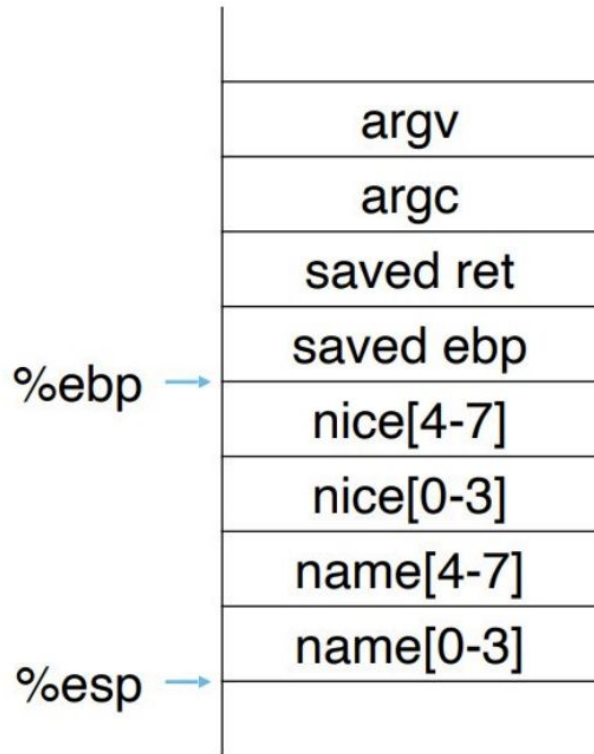 argv
argc
saved ret
saved ebp
%ebp
nice[4-7]
nice[0-3]
name[4-7]
name[0-3]
%esp